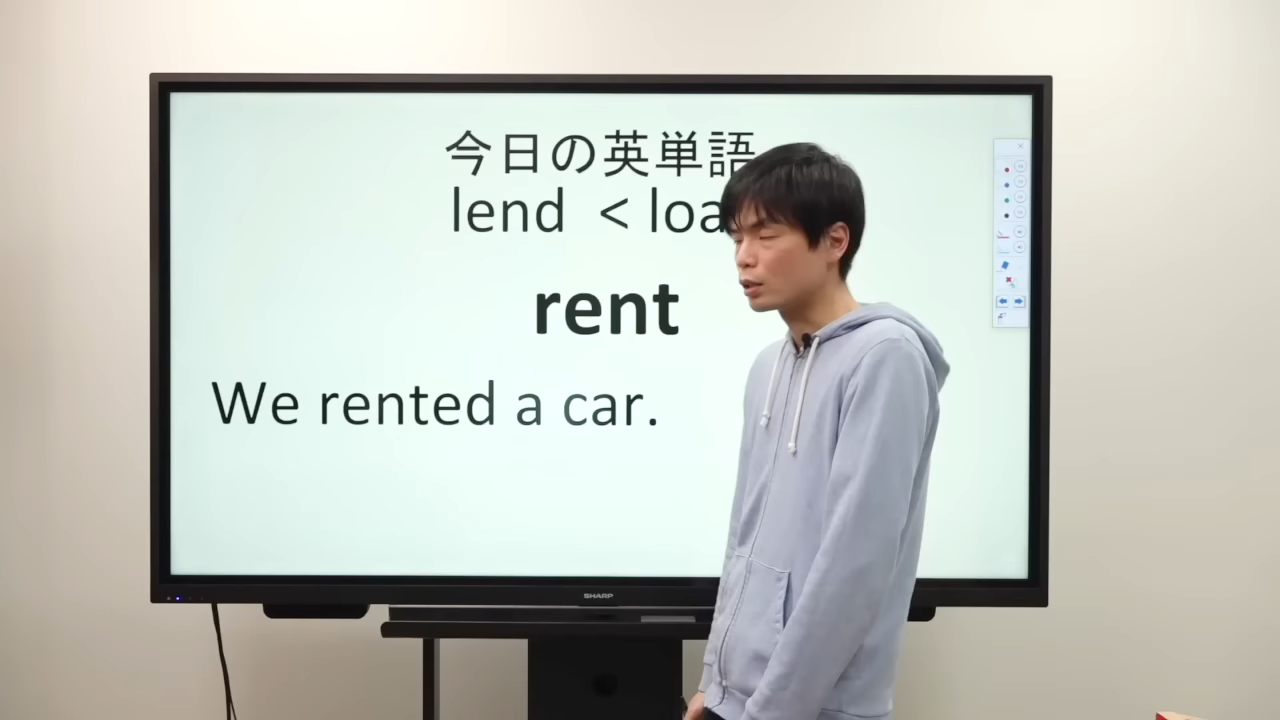 今日の英単語
lend < loa
rent
We rented a car.
SHARP